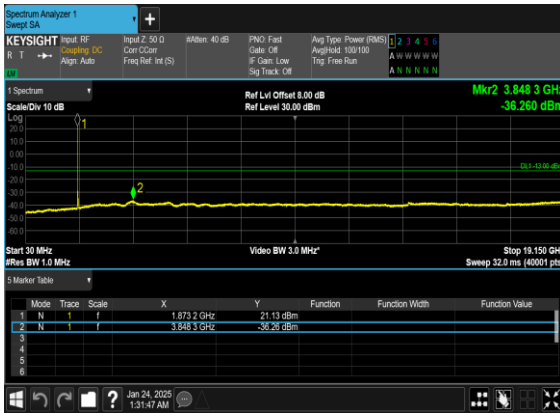 Spectrum Analyzer 1
Swept SA
+
KEYSIGHT Input: RF Input Z: 50 Ω #Atten: 40 dB PNO: Fast Avg Type: Power (RMS) 1 2 3 4 5 6
R T Coupling: DC Corr CCorr Gate: Off Avg|Hold: 100/100 A W W W W W
Align: Auto Freq Ref: Int (S) IF Gain: Low Trig: Free Run
Sig Track: Off A N N N N N
1 Spectrum Ref Lvl Offset 8.00 dB Mkr2 3.848 3 GHz
Scale/Div 10 dB Ref Level 30.00 dBm -36.260 dBm
Log
20.0
10.0
0.00
-10.0
-20.0
-30.0
-40.0
-50.0
-60.0
1
2
DL1 -13.00 dBm
Start 30 MHz Video BW 3.0 MHz* Stop 19.150 GHz
#Res BW 1.0 MHz Sweep 32.0 ms (40001 pts)
5 Marker Table
Mode Trace Scale X Y Function Function Width Function Value
1 N 1 f 1.873 2 GHz 21.13 dBm
2 N 1 f 3.848 3 GHz -36.26 dBm
3
4
5
6
? Jan 24, 2025
1:31:47 AM